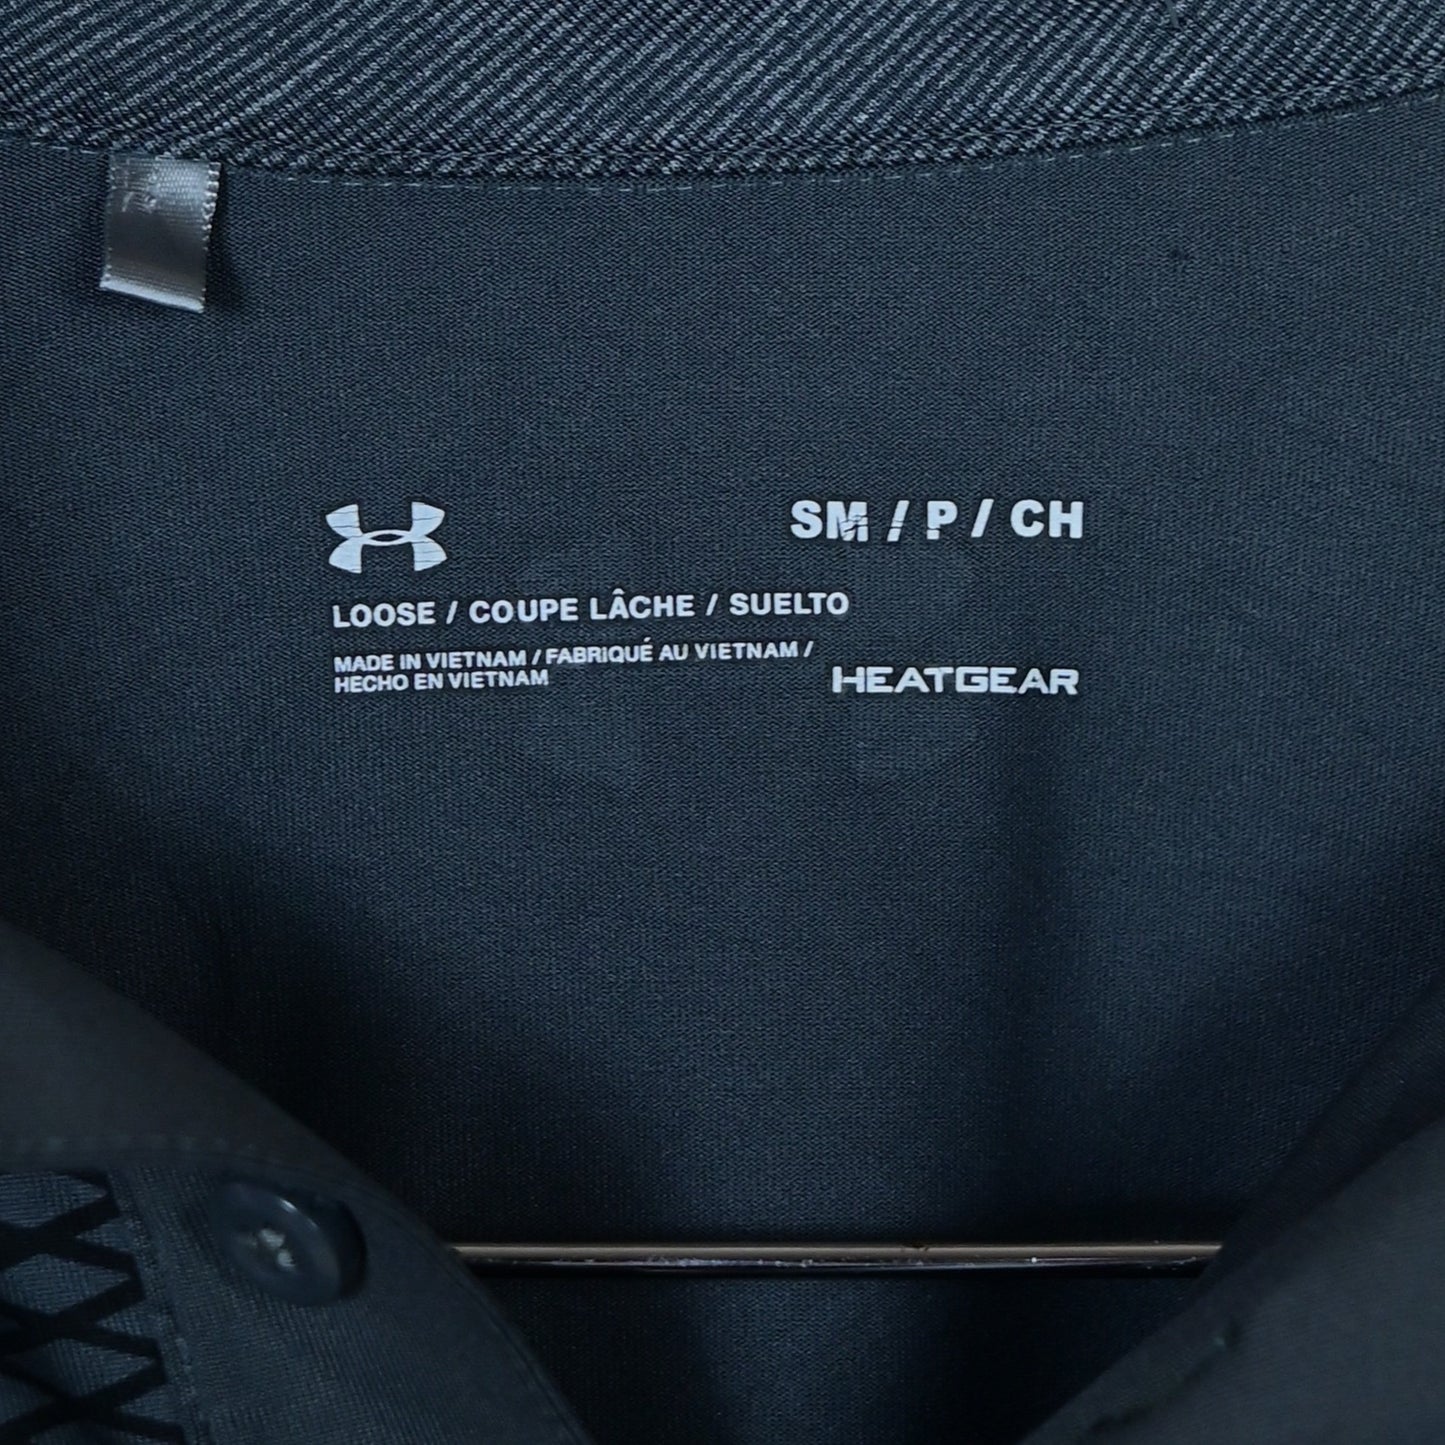 SM / P / CH
LOOSE / COUPE LÂCHE / SUELTO
MADE IN VIETNAM / FABRIQUÉ AU VIETNAM /
HECHO EN VIETNAM
HEATGEAR